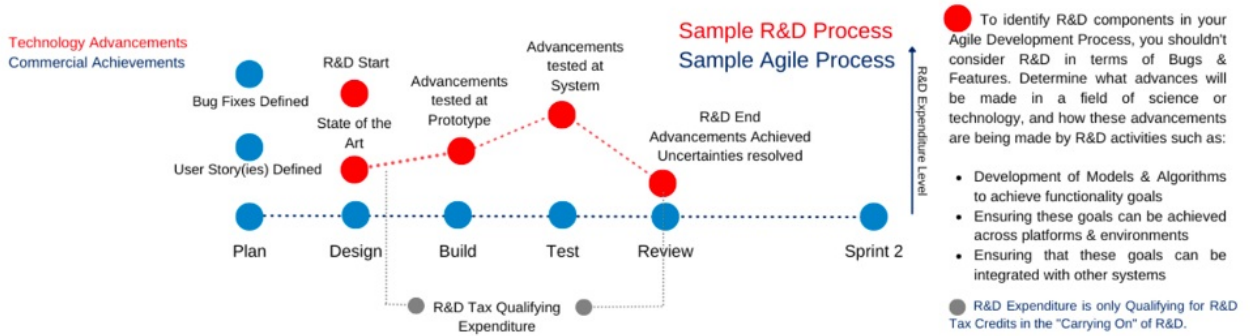 Technology Advancements
Commercial Achievements
Sample R&D Process
Sample Agile Process
Bug Fixes Defined
User Story(ies) Defined
R&D Start
State of the
Art
Advancements
tested at
Prototype
Advancements
tested at
System
R&D End
Advancements Achieved
Uncertainties resolved
R&D Expenditure Level
Plan
Design
Build
Test
Review
Sprint 2
R&D Tax Qualifying
Expenditure
To identify R&D components in your
Agile Development Process, you shouldn't
consider R&D in terms of Bugs &
Features. Determine what advances will
be made in a field of science or
technology, and how these advancements
are being made by R&D activities such as:
• Development of Models & Algorithms
to achieve functionality goals
• Ensuring these goals can be achieved
across platforms & environments
• Ensuring that these goals can be
integrated with other systems
R&D Expenditure is only Qualifying for R&D
Tax Credits in the "Carrying On" of R&D.